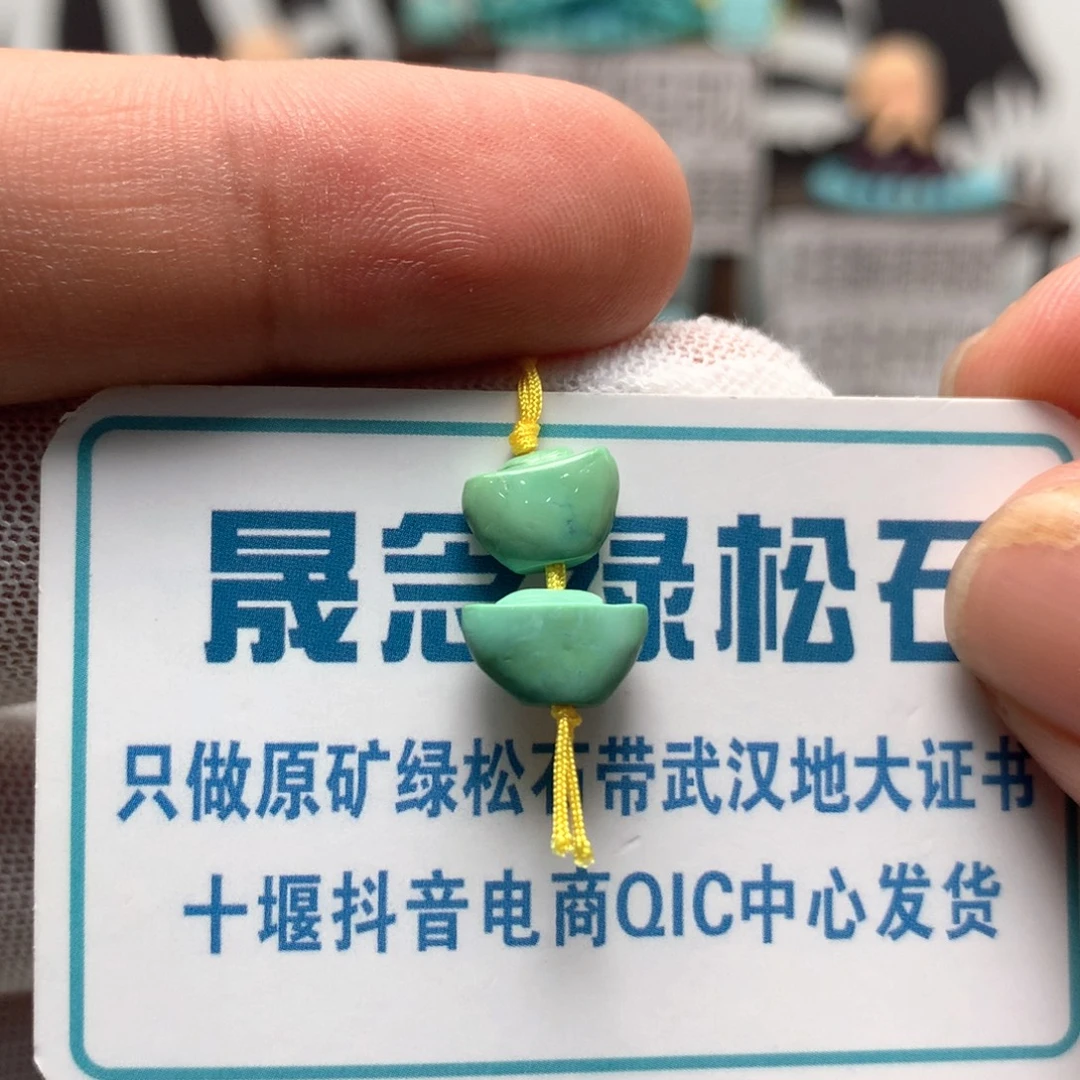 晟念绿松石
只做原矿绿松石带武汉地大证书
十堰抖音电商QIC中心发货